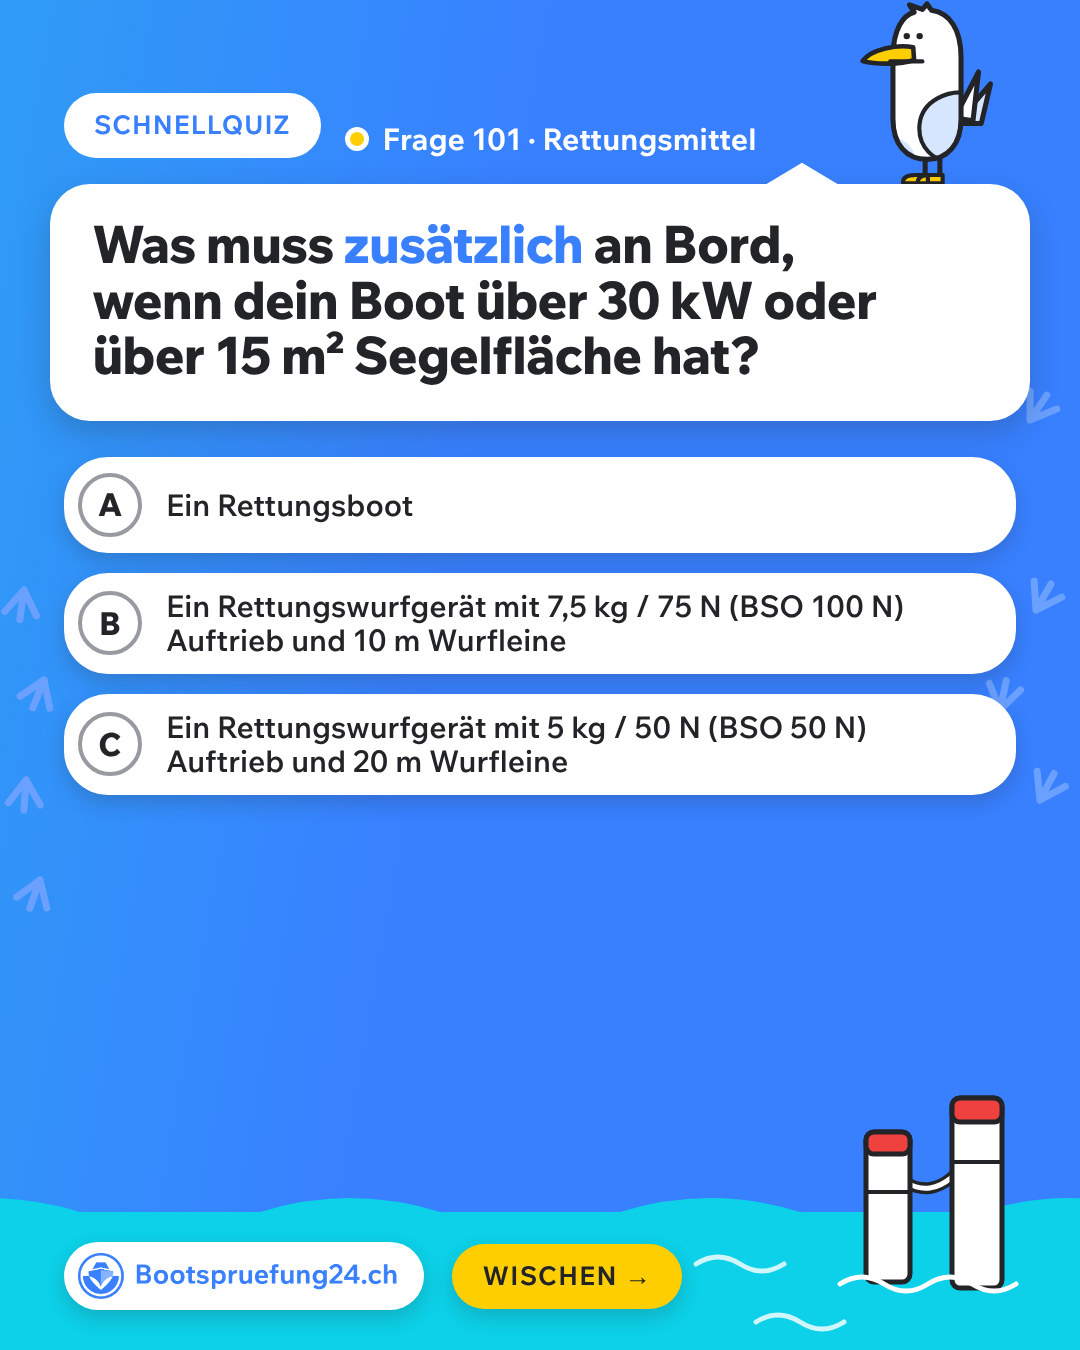 SCHNELLQUIZ
Frage 101 · Rettungsmittel
Was muss zusätzlich an Bord,
wenn dein Boot über 30 kW oder
über 15 m² Segelfläche hat?
A
Ein Rettungsboot
B
Ein Rettungswurfgerät mit 7,5 kg / 75 N (BSO 100 N)
Auftrieb und 10 m Wurfleine
C
Ein Rettungswurfgerät mit 5 kg / 50 N (BSO 50 N)
Auftrieb und 20 m Wurfleine
Bootspruefung24.ch
WISCHEN →